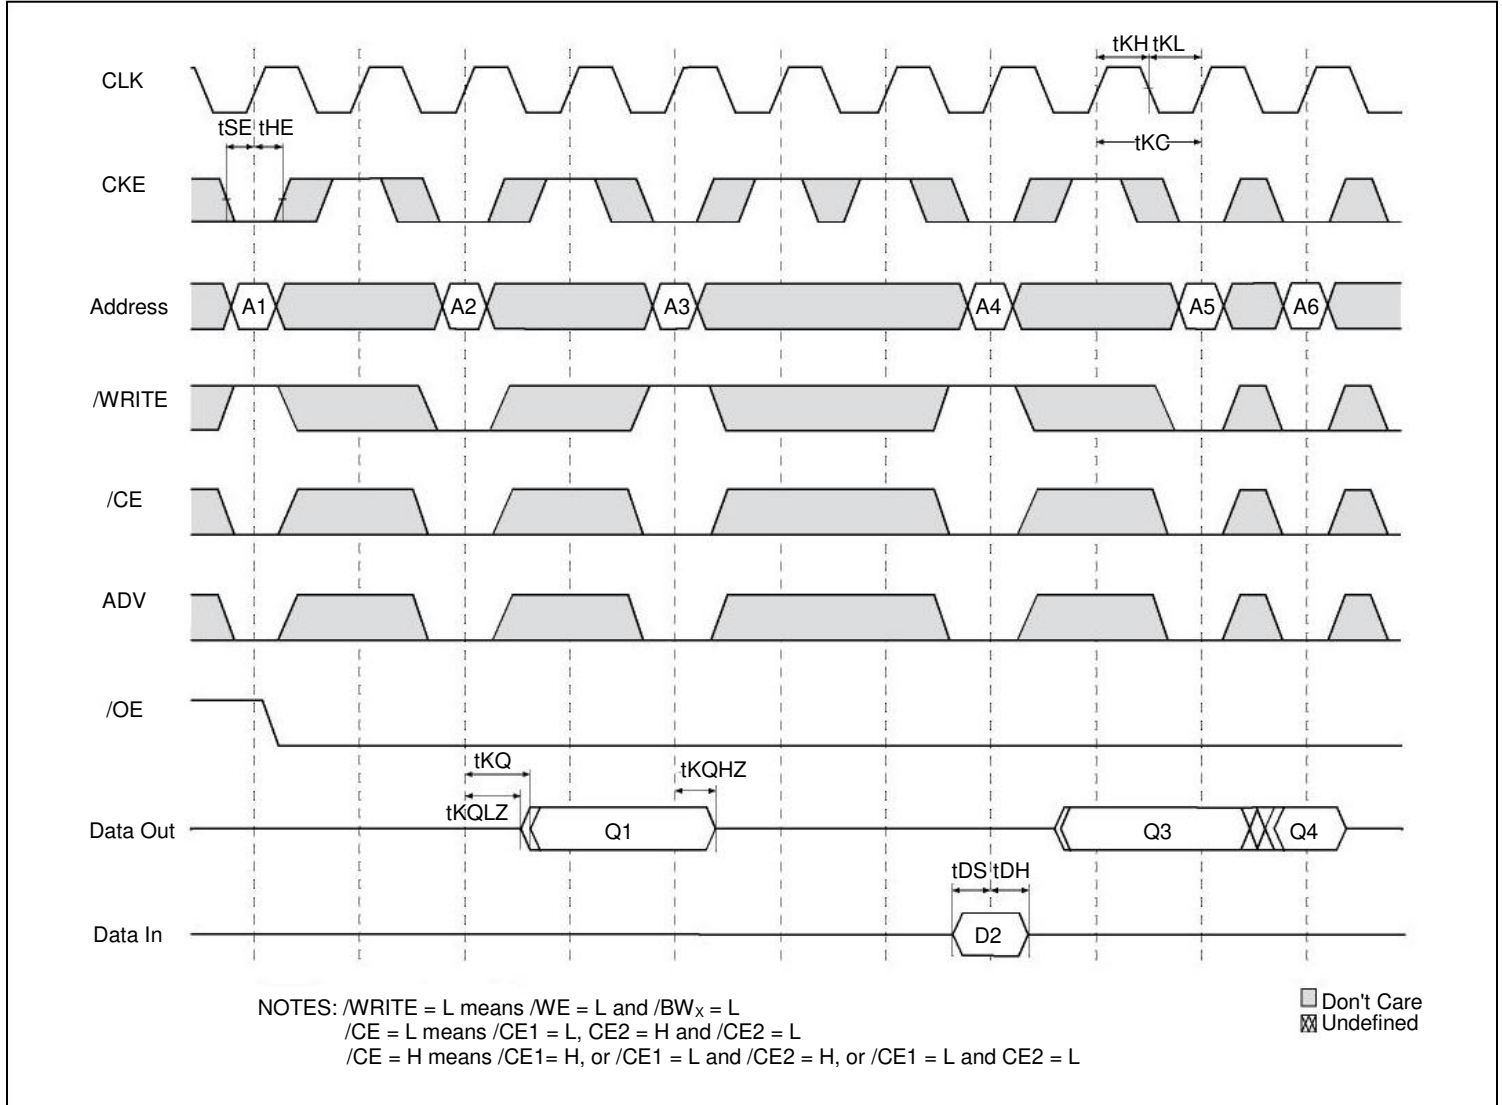 tKH tKL
CLK
tSE tHE
tKC
CKE
Address A1 A2 A3 A4 A5 A6
/WRITE
/CE
ADV
/OE
tKQ
tKQHZ
tKQLZ
Data Out Q1 Q3 Q4
tDS tDH
Data In D2
NOTES: /WRITE = L means /WE = L and /BWX = L
/CE = L means /CE1 = L, CE2 = H and /CE2 = L
/CE = H means /CE1= H, or /CE1 = L and /CE2 = H, or /CE1 = L and CE2 = L
Don't Care
Undefined